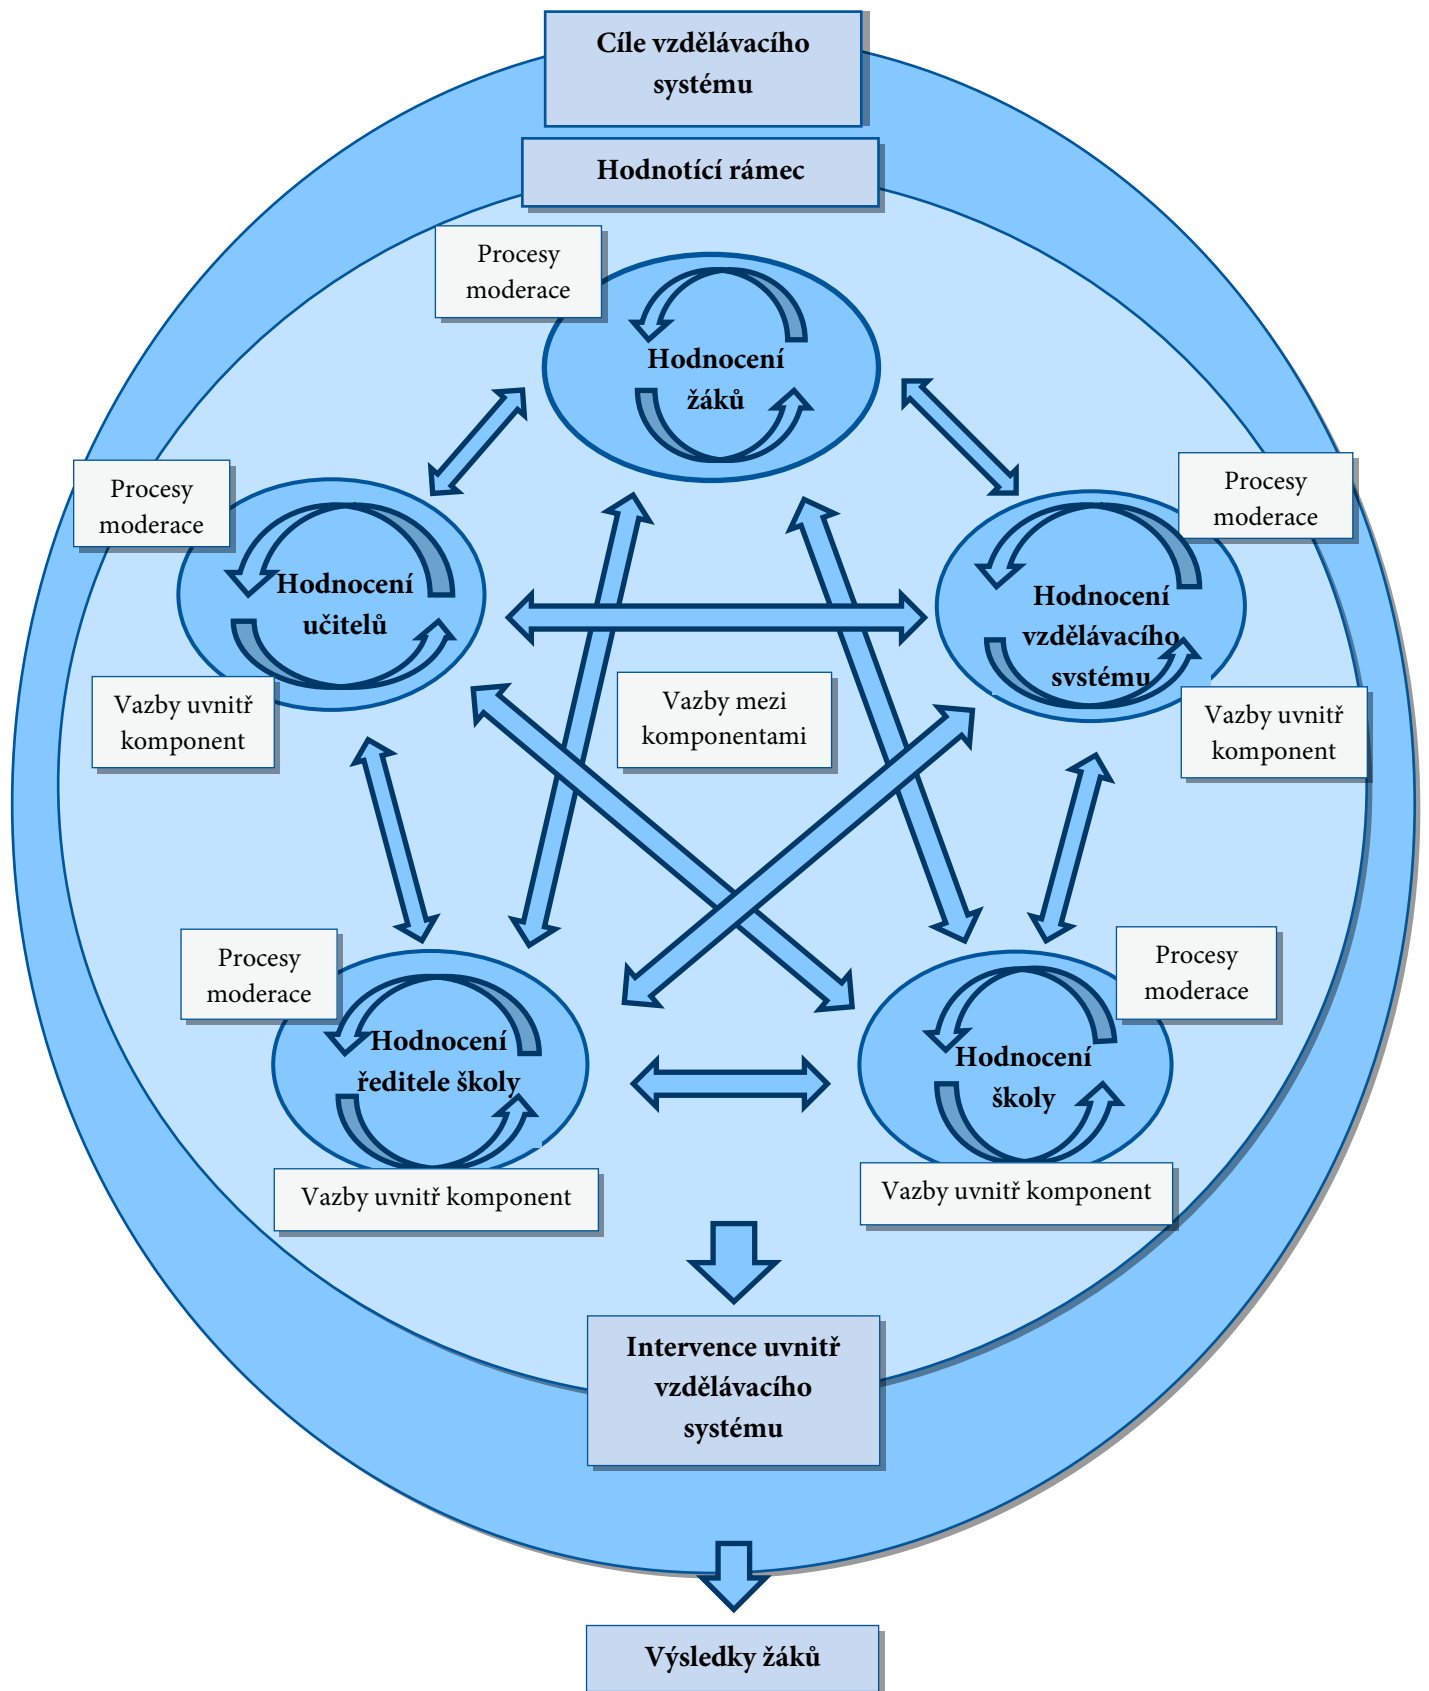 Cíle vzdělávacího
systému
Hodnotící rámec
Procesy
moderace
Hodnocení
žáků
Procesy
moderace
Procesy
moderace
Hodnocení
učitelů
Hodnocení
vzdělávacího
systému
Vazby uvnitř
komponent
Vazby mezi
komponentami
Vazby uvnitř
komponent
Procesy
moderace
Procesy
moderace
Hodnocení
ředitele školy
Hodnocení
školy
Vazby uvnitř komponent
Vazby uvnitř komponent
Intervence uvnitř
vzdělávacího
systému
Výsledky žáků